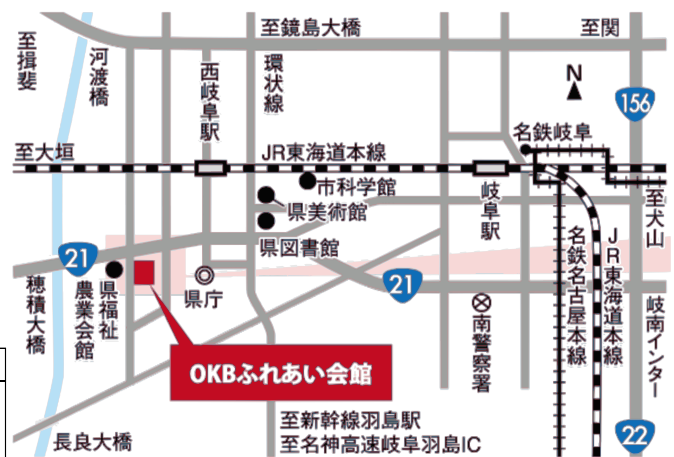 至鏡島大橋
至関
至揖斐
河渡橋
西岐阜駅
環状線
N
156
名鉄岐阜
至大垣
JR東海道本線
市科学館
県美術館
岐阜駅
至犬山
県図書館
21
県庁
21
穂積大橋
農業会館
県福祉
南警察署
名鉄名古屋本線
JR東海道本線
岐南インター
OKBふれあい会館
至新幹線羽島駅
至名神高速岐阜羽島IC
長良大橋
22